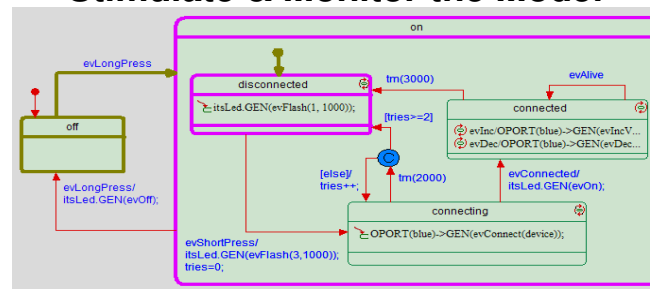 Stimulate & Monitor the Model
on
evLongPress
disconnected
itsLed.GEN(evFlash(1, 1000));
tm(3000)
evAlive
connected
evInc/OPORT(blue)->GEN(evIncV...
evDec/OPORT(blue)->GEN(evDec...
off
[tries>=2]
C
[else]/
tries++;
tm(2000)
evConnected/
itsLed.GEN(evOn);
evLongPress/
itsLed.GEN(evOff);
connecting
OPORT(blue)->GEN(evConnect(device));
evShortPress/
itsLed.GEN(evFlash(3,1000));
tries=0;